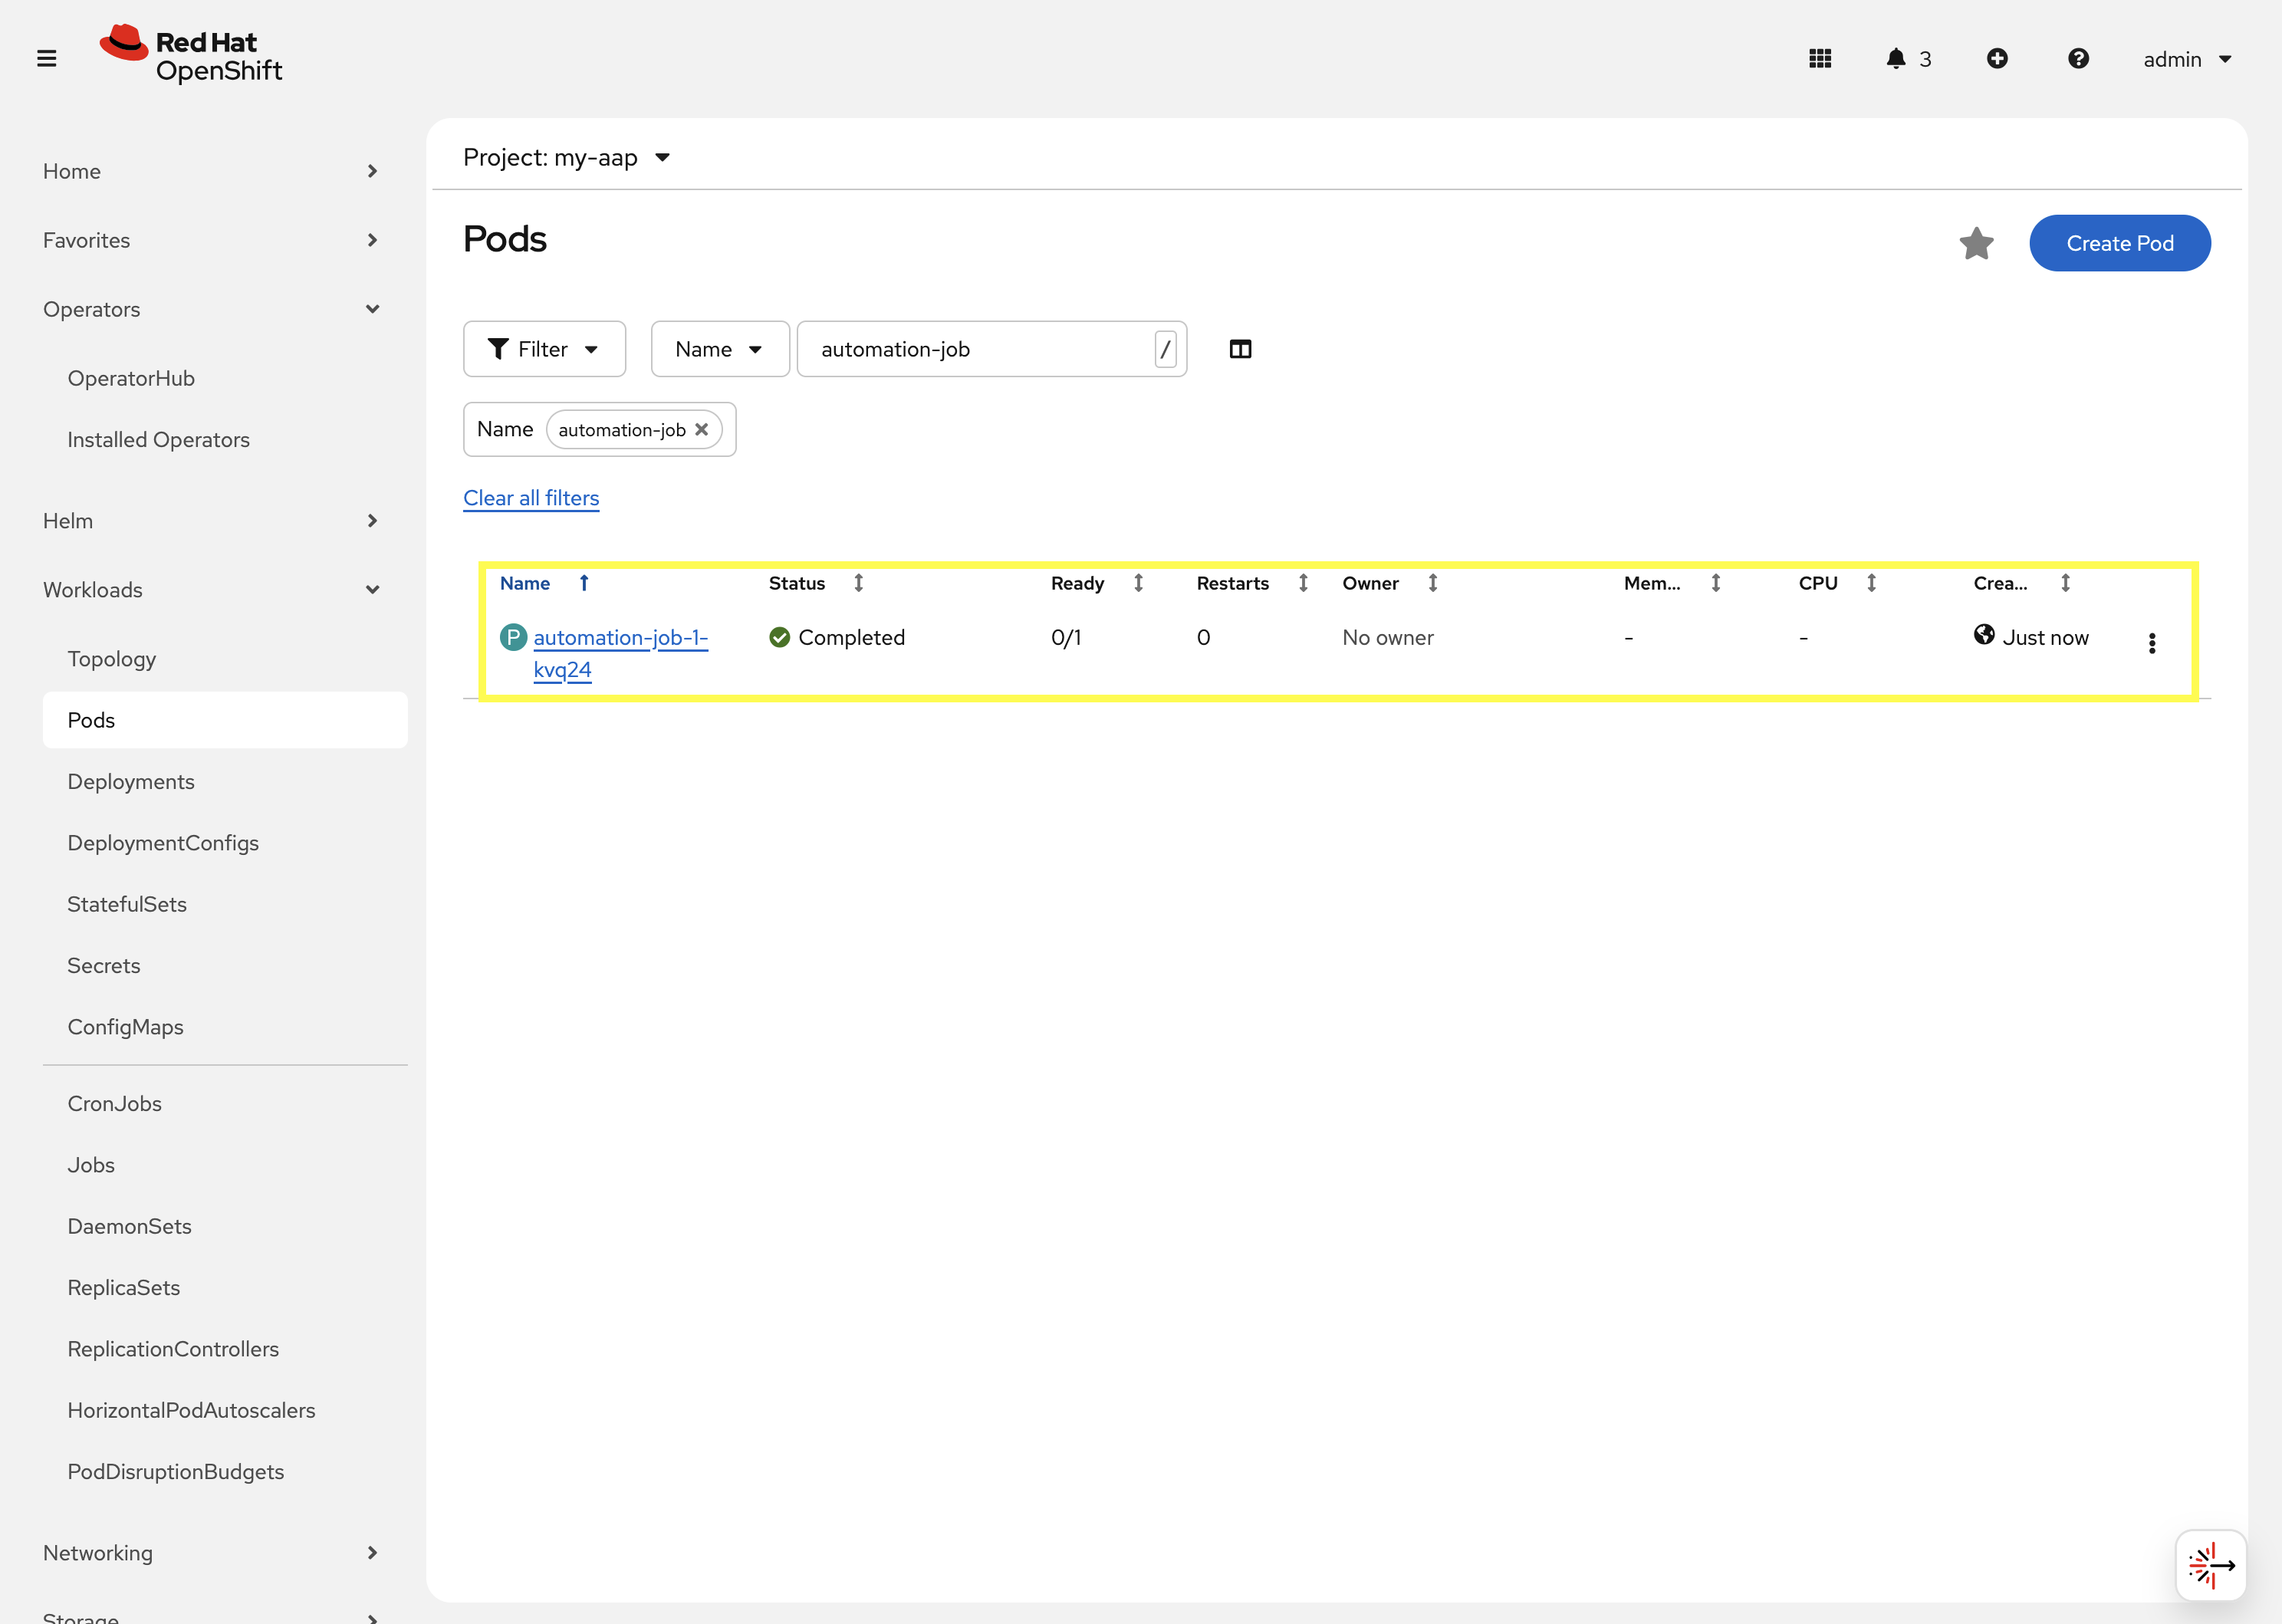 Red Hat
OpenShift
3
admin
Home
Favorites
Operators
OperatorHub
Installed Operators
Helm
Workloads
Topology
Pods
Deployments
DeploymentConfigs
StatefulSets
Secrets
ConfigMaps
CronJobs
Jobs
DaemonSets
ReplicaSets
ReplicationControllers
HorizontalPodAutoscalers
PodDisruptionBudgets
Networking
Storage
Project: my-aap
Pods
Create Pod
Filter
Name
automation-job
/
Name automation-job
Clear all filters
Name Status Ready Restarts Owner Mem... CPU Crea...
P automation-job-1- Completed 0/1 0 No owner - - Just now
kvq24